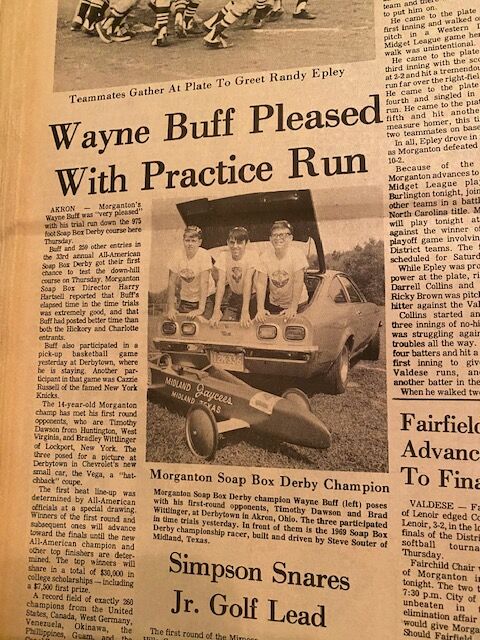 Teammates Gather At Plate To Greet Randy Epley
Wayne Buff Pleased
With Practice Run
AKRON — Morganton's
Wayne Buff was "very pleased"
with his trial run down the 975
foot Soap Box Derby course here
Thursday.
Buff and 259 other entries in
the 33rd annual All-American
Soap Box Derby got their first
chance to test the down-hill
course on Thursday, Morganton
Soap Box Director Harry
Hartsell reported that Buff's
elapsed time in the time trials
was extremely good, and that
Buff had posted better time than
both the Hickory and Charlotte
entrants.
Buff also participated in a
pick-up basketball game
yesterday at Derbytown, where
he is staying. Another par-
ticipant in that game was Cazzie
Russell of the famed New York
Knicks.
The 14-year-old Morganton
champ has met his first round
opponents, who are Timothy
Dawson from Huntington, West
Virginia, and Bradley Wittlinger
of Lockport, New York. The
three posed for a picture at
Derbytown in Chevrolet's new
small car, the Vega, a "hat-
chback" coupe.
The first heat line-up was
determined by All-American
officials at a special drawing.
Winners of the first round and
subsequent ones will advance
toward the finals until the new
All-American champion and
other top finishers are deter-
mined. The top winners will
share in a total of $30,000 in
college scholarships — including
a $7,500 first prize.
A record field of exactly 260
champions from the United
States, Canada, West Germany,
Venezuela, Okinawa, the
Philippines, Guam, and the
MIDLAND Jaycees
MIDLAND, TEXAS
Morganton Soap Box Derby Champion
Morganton Soap Box Derby champion Wayne Buff (left) poses
with his first-round opponents, Timothy Dawson and Brad
Wittlinger, at Derbytown in Akron, Ohio. The three participated
in time trials yesterday. In front of them is the 1969 Soap Box
Derby championship racer, built and driven by Steve Souter of
Midland, Texas.
Simpson Snares
Jr. Golf Lead
The first round of the
to put him on.
He came to the plate
first inning and walked on
pitch in a Western
Midget League game here
walk was unintentional.
He came to the plate
third inning with the score
at 2-2 and hit a tremendous
run far over the right-field
He came to the plate
fourth and singled in
run. He came to the plate
fifth and hit another
measure homer, this
two teammates on base
In all, Epley drove in
as Morganton defeated
10-2.
Because of the
Morganton advances to
Midget League play
Burlington tonight, join
other teams in a battle
North Carolina title. M
will play tonight at
against the winner of
playoff game involving
District teams. The
scheduled for Saturday
While Epley was pro
power at the plate, ri
Darrell Collins and
Ricky Brown was pitch
hitter against the Val
Collins started an
three innings of no-hi
was struggling again
troubles all the way.
four batters and hit a
first inning to give
Valdese runs, and
another batter in the
When he walked two
Fairfield
Advance
To Fina
VALDESE — Fa
of Lenoir edged Co
Lenoir, 3-2, in the
finals of the District
softball tourna
Thursday.
Fairchild Chair
of Morganton in
tonight. The two t
7:30 p.m. City of
unbeaten in
elimination affair
would give Morga
Should Fairfield